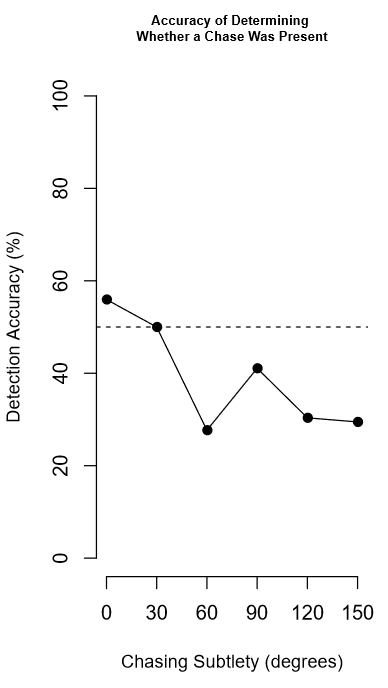 Accuracy of Determining
Whether a Chase Was Present
Detection Accuracy (%)
100
80
60
40
20
0
0 30 60 90 120 150
Chasing Subtlety (degrees)